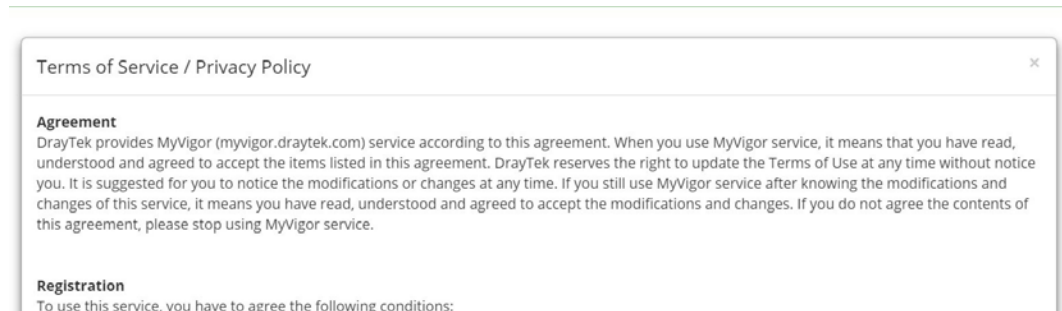 Terms of Service / Privacy Policy
×
Agreement
DrayTek provides MyVigor (myvigor.draytek.com) service according to this agreement. When you use MyVigor service, it means that you have read,
understood and agreed to accept the items listed in this agreement. DrayTek reserves the right to update the Terms of Use at any time without notice
you. It is suggested for you to notice the modifications or changes at any time. If you still use MyVigor service after knowing the modifications and
changes of this service, it means you have read, understood and agreed to accept the modifications and changes. If you do not agree the contents of
this agreement, please stop using MyVigor service.
Registration
To use this service, you have to agree the following conditions: